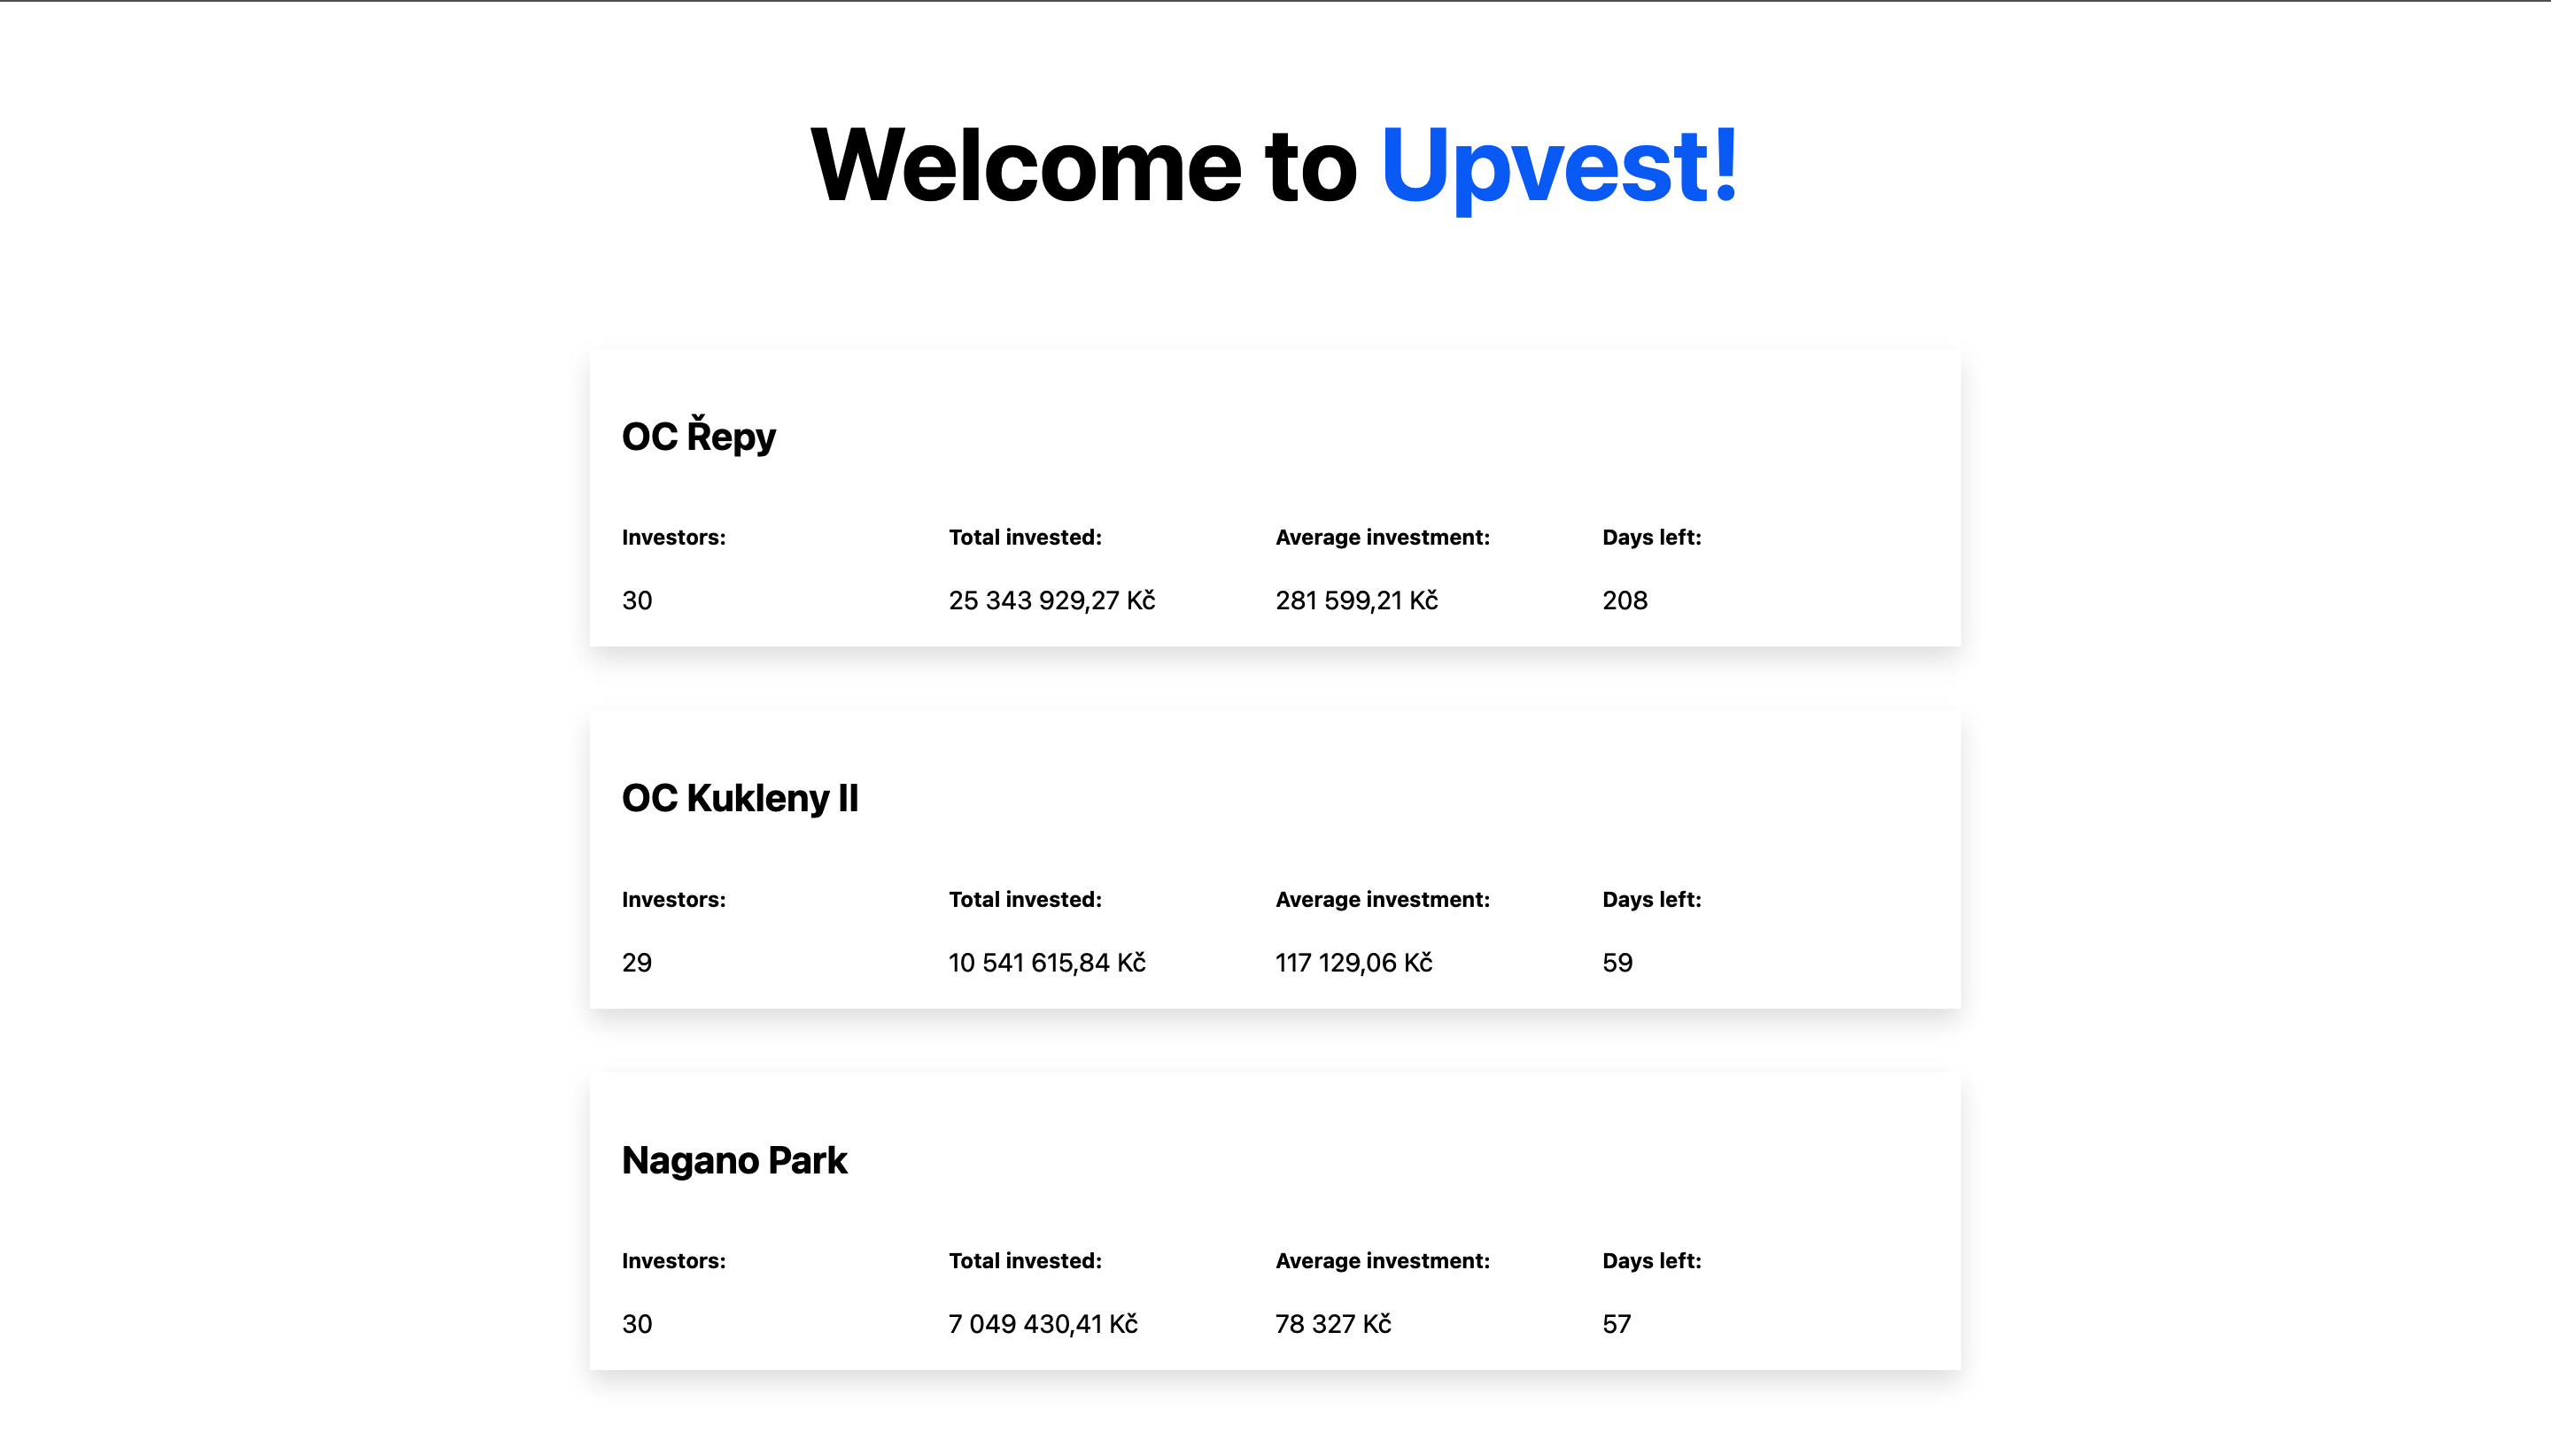 Welcome to Upvest!
OC Řepy
Investors: Total invested: Average investment: Days left:
30 25 343 929,27 Kč 281 599,21 Kč 208
OC Kukleny II
Investors: Total invested: Average investment: Days left:
29 10 541 615,84 Kč 117 129,06 Kč 59
Nagano Park
Investors: Total invested: Average investment: Days left:
30 7 049 430,41 Kč 78 327 Kč 57